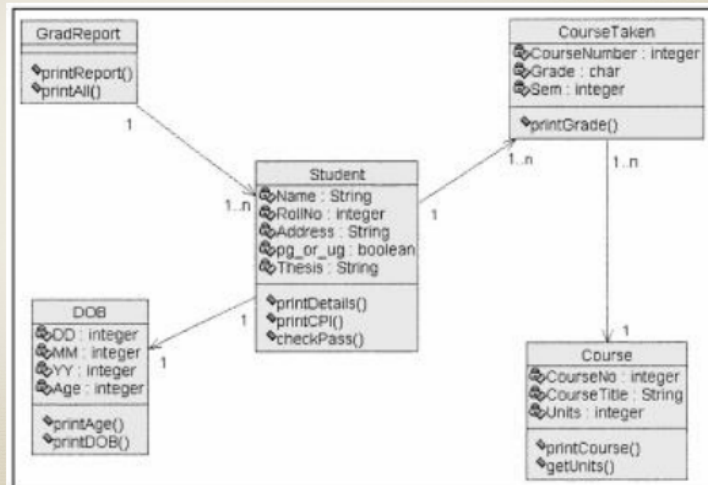 GradReport
printReport()
printAll()
1
1..n
CourseTaken
CourseNumber : integer
Grade : char
Sem : integer
printGrade()
1..n
1..n
Student
Name : String
RollNo : integer
Address : String
pg_or_ug : boolean
Thesis : String
printDetails()
printCPI()
checkPass()
1
1
DOB
DD : integer
MM : integer
YY : integer
Age : integer
printAge()
printDOB()
1
1
Course
CourseNo : integer
CourseTitle : String
Units : integer
printCourse()
getUnits()